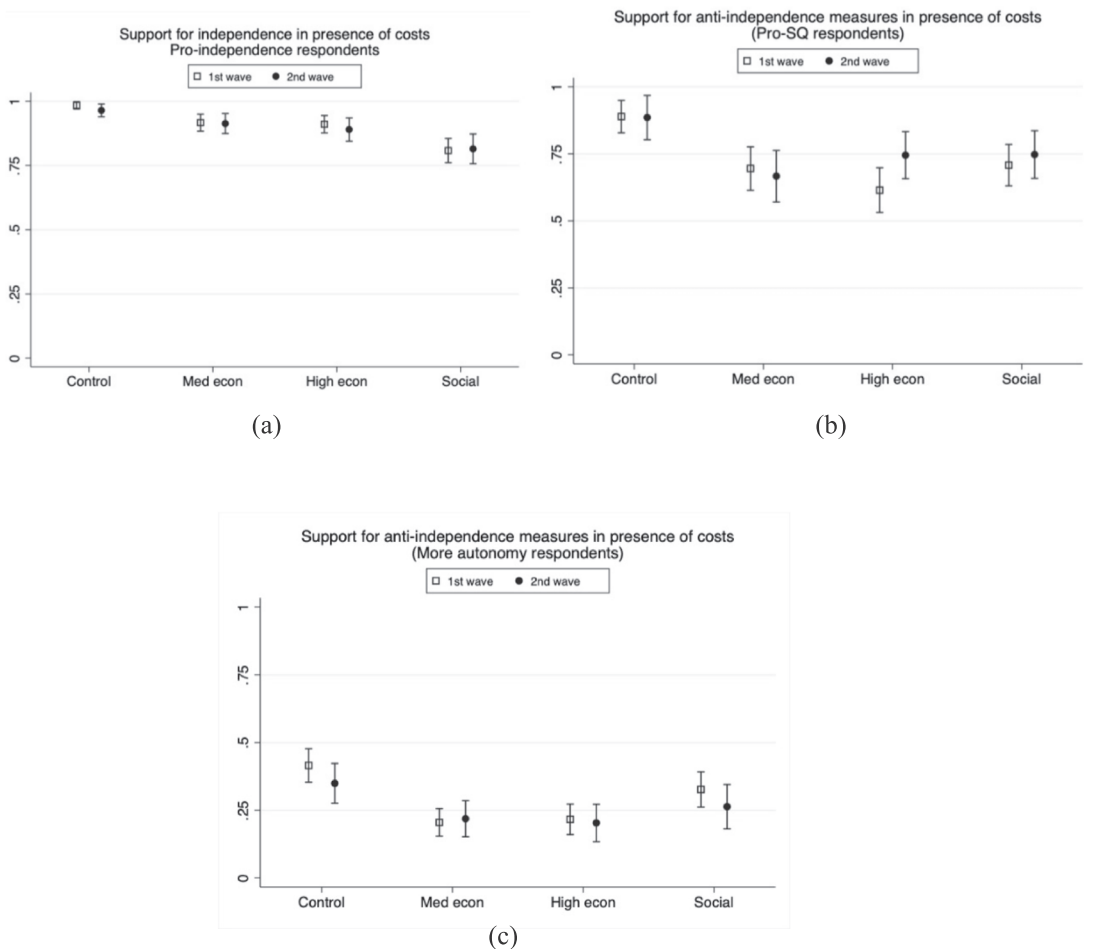 Support for independence in presence of costs
Pro-independence respondents
1st wave 2nd wave
1
.75
.5
.25
0
Control Med econ High econ Social
(a)
Support for anti-independence measures in presence of costs
(Pro-SQ respondents)
1st wave 2nd wave
1
.75
.5
.25
0
Control Med econ High econ Social
(b)
Support for anti-independence measures in presence of costs
(More autonomy respondents)
1st wave 2nd wave
1
.75
.5
.25
0
Control Med econ High econ Social
(c)